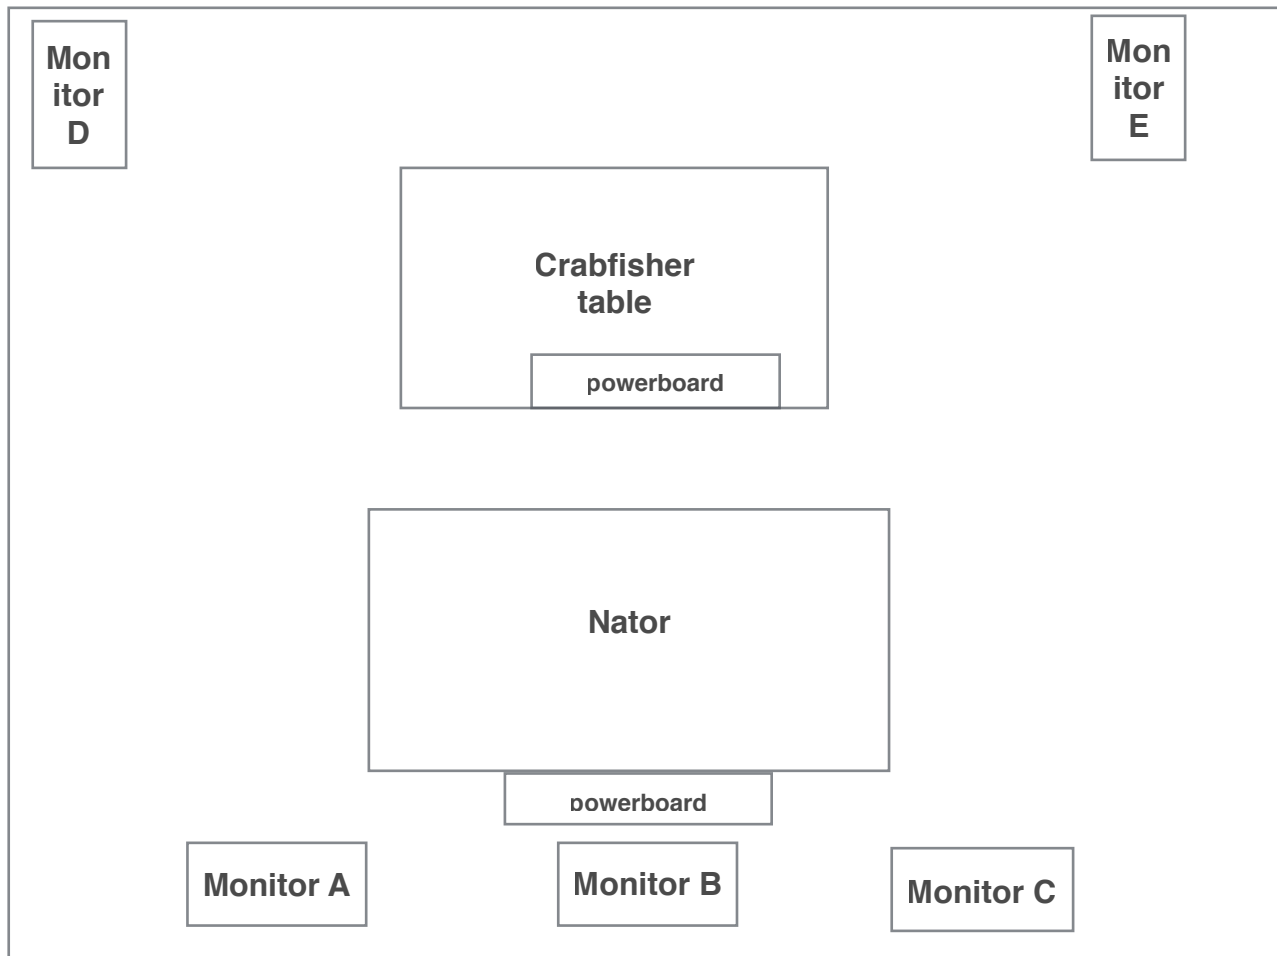 Mon
itor
D
Mon
itor
E
Crabfisher
table
powerboard
Nator
powerboard
Monitor A
Monitor B
Monitor C